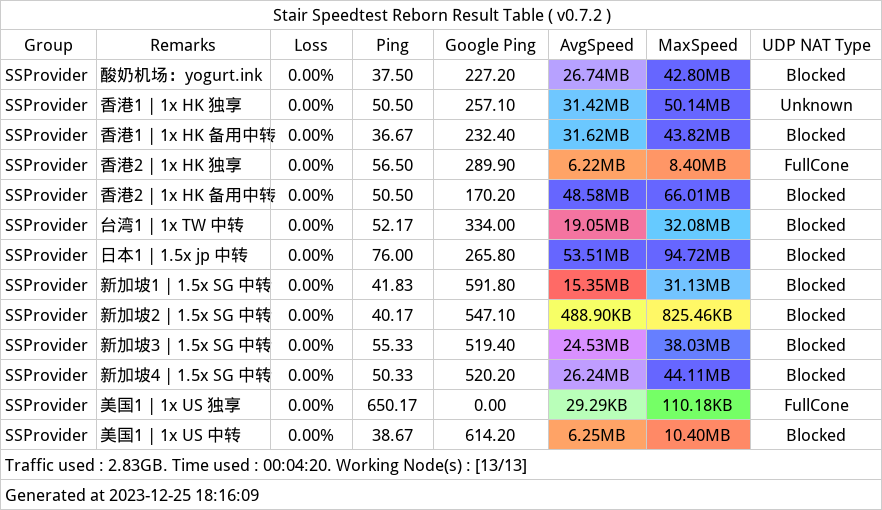 Stair Speedtest Reborn Result Table ( v0.7.2 )
Group Remarks Loss Ping Google Ping AvgSpeed MaxSpeed UDP NAT Type
SSProvider 酸奶机场：yogurt.ink 0.00% 37.50 227.20 26.74MB 42.80MB Blocked
SSProvider 香港1 | 1x HK 独享 0.00% 50.50 257.10 31.42MB 50.14MB Unknown
SSProvider 香港1 | 1x HK 备用中转 0.00% 36.67 232.40 31.62MB 43.82MB Blocked
SSProvider 香港2 | 1x HK 独享 0.00% 56.50 289.90 6.22MB 8.40MB FullCone
SSProvider 香港2 | 1x HK 备用中转 0.00% 50.50 170.20 48.58MB 66.01MB Blocked
SSProvider 台湾1 | 1x TW 中转 0.00% 52.17 334.00 19.05MB 32.08MB Blocked
SSProvider 日本1 | 1.5x jp 中转 0.00% 76.00 265.80 53.51MB 94.72MB Blocked
SSProvider 新加坡1 | 1.5x SG 中转 0.00% 41.83 591.80 15.35MB 31.13MB Blocked
SSProvider 新加坡2 | 1.5x SG 中转 0.00% 40.17 547.10 488.90KB 825.46KB Blocked
SSProvider 新加坡3 | 1.5x SG 中转 0.00% 55.33 519.40 24.53MB 38.03MB Blocked
SSProvider 新加坡4 | 1.5x SG 中转 0.00% 50.33 520.20 26.24MB 44.11MB Blocked
SSProvider 美国1 | 1x US 独享 0.00% 650.17 0.00 29.29KB 110.18KB FullCone
SSProvider 美国1 | 1x US 中转 0.00% 38.67 614.20 6.25MB 10.40MB Blocked
Traffic used : 2.83GB. Time used : 00:04:20. Working Node(s) : [13/13]
Generated at 2023-12-25 18:16:09